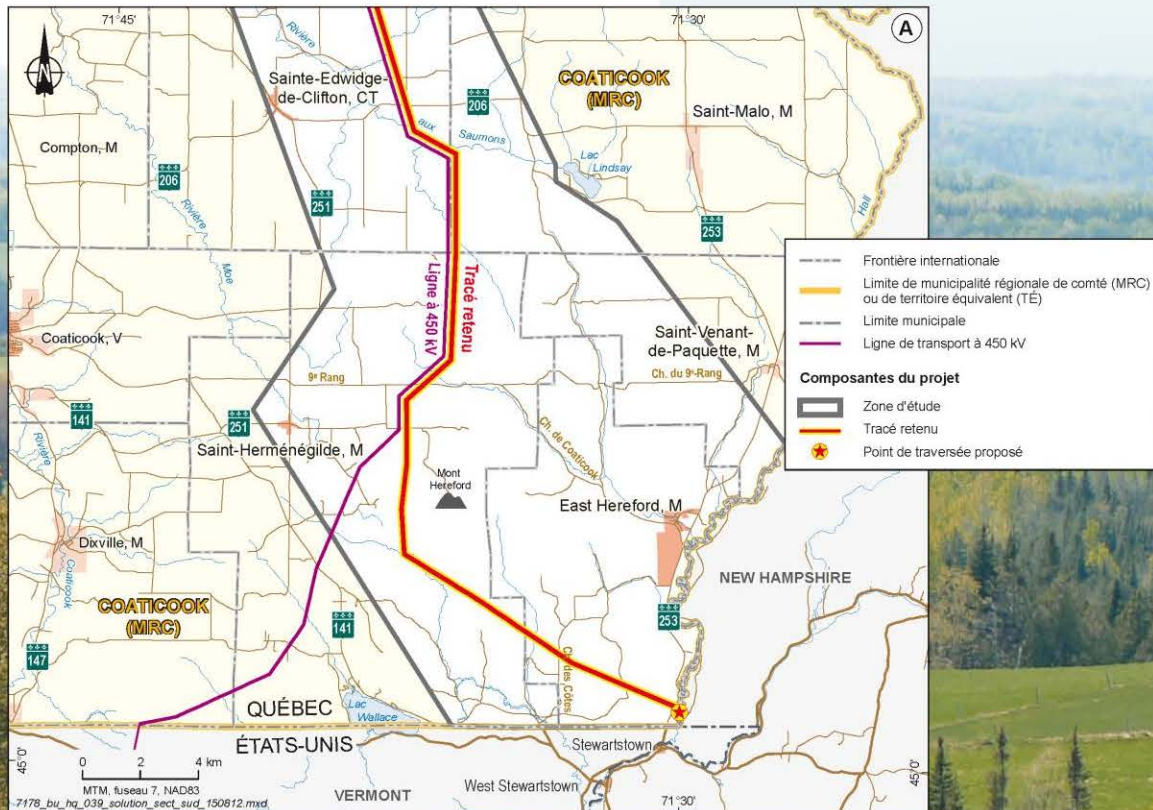 71°45'
71°30'
A
N
Rivière
Sainte-Edwidge-
de-Clifton, CT
206
COATICOOK
(MRC)
Saint-Malo, M
aux
Saumons
Compton, M
Lac
Lindsay
206
251
Rivière
Hall
253
Moe
Ligne à 450 kV
Tracé retenu
Saint-Venant-
de-Paquette, M
Coaticook, V
9e Rang
Ch. du 9e-Rang
141
251
Rivière
Saint-Herménégilde, M
Ch. de Coaticook
Mont
Hereford
East Hereford, M
Dixville, M
Coaticook
NEW HAMPSHIRE
COATICOOK
(MRC)
141
253
147
Ch. des Côtes
Lac
Wallace
QUÉBEC
ÉTATS-UNIS
Stewartstown
45°0'
45°0'
0 2 4 km
West Stewartstown
MTM, fuseau 7, NAD83
VERMONT
71°30'
7178_bu_hq_039_solution_sect_sud_150812.mxd
Frontière internationale
Limite de municipalité régionale de comté (MRC)
ou de territoire équivalent (TÉ)
Limite municipale
Ligne de transport à 450 kV
Composantes du projet
Zone d'étude
Tracé retenu
Point de traversée proposé